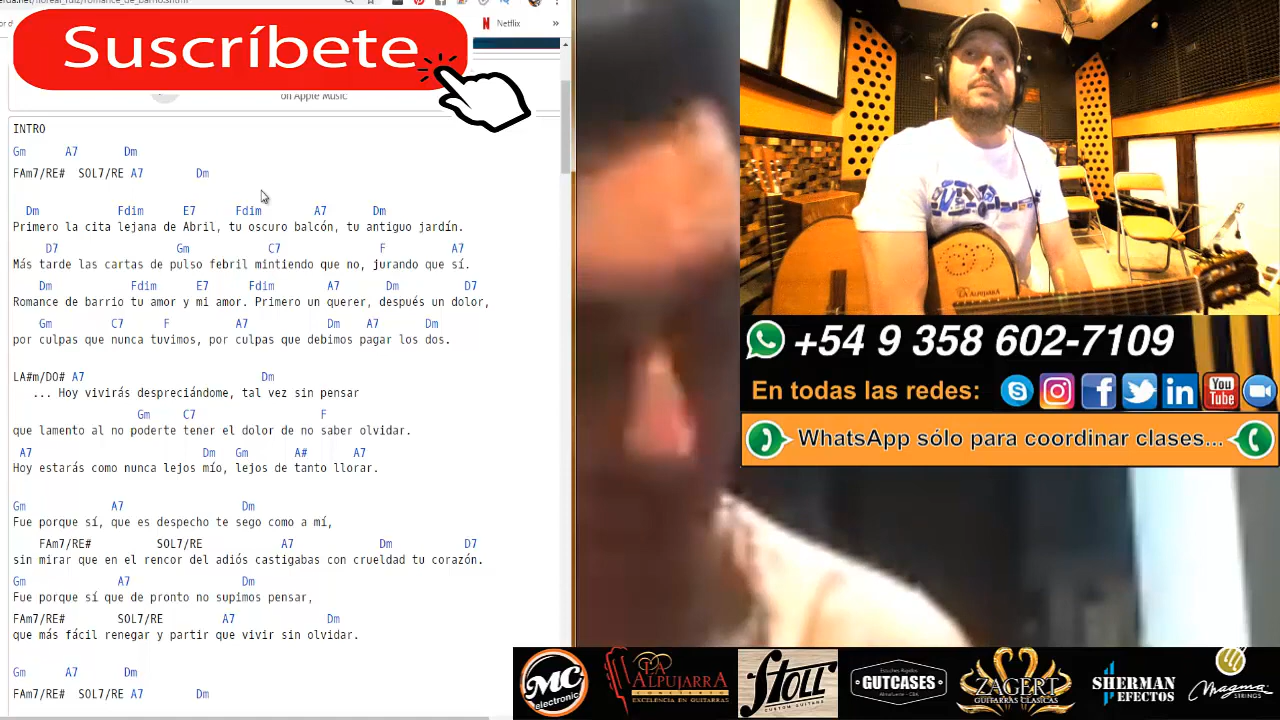 Netflix
Suscríbete
on Apple Music
INTRO
Gm A7 Dm
FAm7/RE# SOL7/RE A7 Dm
Dm Fdim E7 Fdim A7 Dm
Primero la cita lejana de Abril, tu oscuro balcón, tu antiguo jardín.
D7 Gm C7 F A7
Más tarde las cartas de pulso febril mintiendo que no, jurando que sí.
Dm Fdim E7 Fdim A7 Dm D7
Romance de barrio tu amor y mi amor. Primero un querer, después un dolor,
Gm C7 F A7 Dm A7 Dm
por culpas que nunca tuvimos, por culpas que debimos pagar los dos.
LA#m/DO# A7 Dm
... Hoy vivirás despreciándome, tal vez sin pensar
Gm C7 F
que lamento al no poderte tener el dolor de no saber olvidar.
A7 Dm Gm A# A7
Hoy estarás como nunca lejos mío, lejos de tanto llorar.
Gm A7 Dm
Fue porque sí, que es despecho te sego como a mí,
FAm7/RE# SOL7/RE A7 Dm D7
sin mirar que en el rencor del adiós castigabas con crueldad tu corazón.
Gm A7 Dm
Fue porque sí que de pronto no supimos pensar,
FAm7/RE# SOL7/RE A7 Dm
que más fácil renegar y partir que vivir sin olvidar.
Gm A7 Dm
FAm7/RE# SOL7/RE A7 Dm
LA ALPUJARRA
+54 9 358 602-7109
En todas las redes:
You
Tube
WhatsApp sólo para coordinar clases...
MC
electronic
LA
ALPUJARRA
CONCIERTO
EXCELENCIA EN GUITARRAS
STOLL
CUSTOM GUITARS
GUTCASES
ZAGERT
GUITARRAS CLASICAS
SHERMAN
EFECTOS
Magma
STRINGS